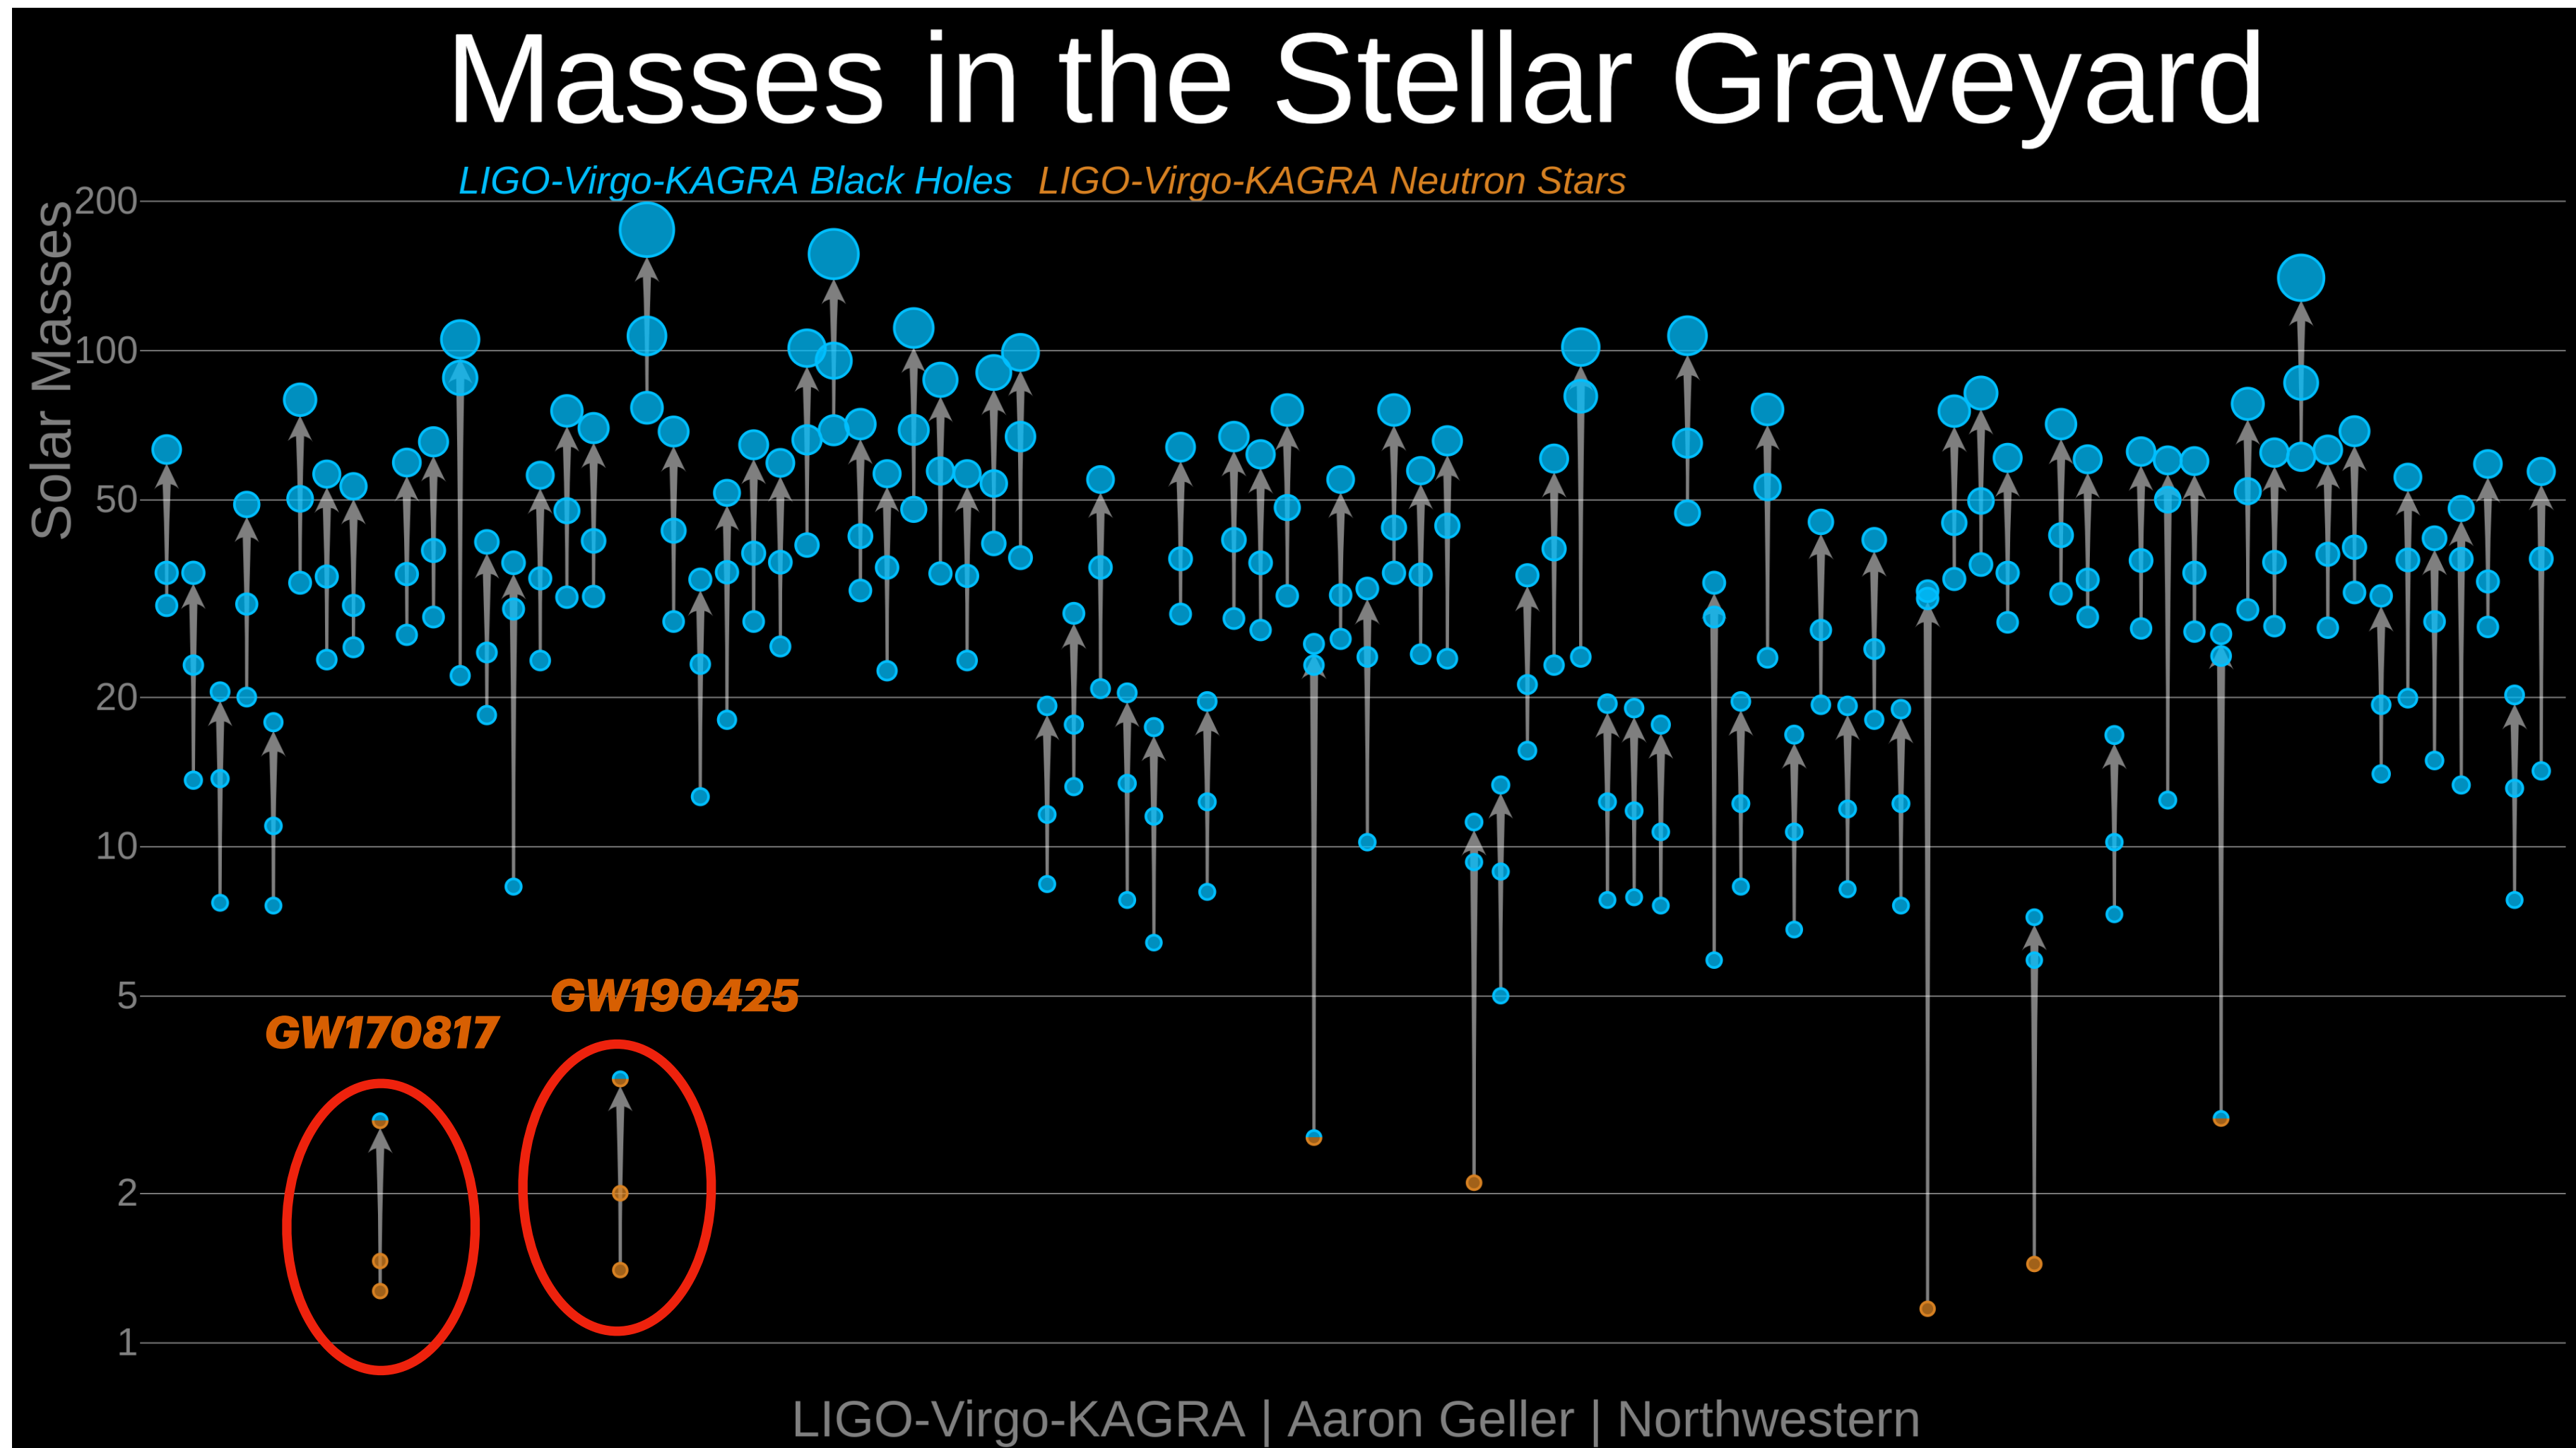 Masses in the Stellar Graveyard
LIGO-Virgo-KAGRA Black Holes LIGO-Virgo-KAGRA Neutron Stars
Solar Masses
200
100
50
20
10
5
2
1
GW190425
GW170817
LIGO-Virgo-KAGRA | Aaron Geller | Northwestern